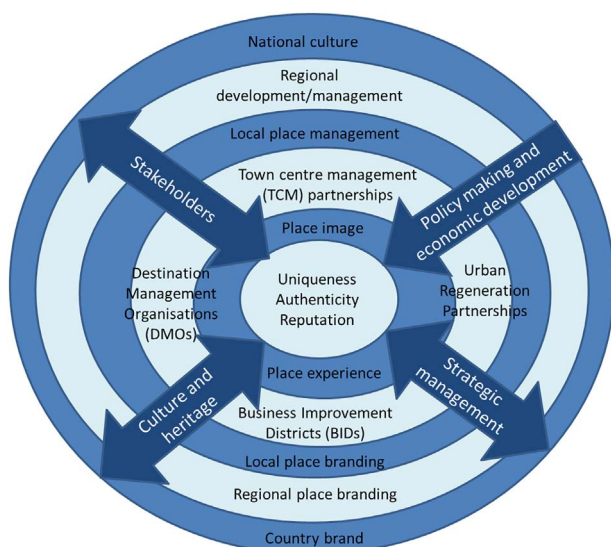 National culture
Regional
development/management
Local place management
Stakeholders
Town centre management
(TCM) partnerships
Policy making and
economic development
Place image
Destination
Management
Organisations
(DMOs)
Uniqueness
Authenticity
Reputation
Urban
Regeneration
Partnerships
Culture and
heritage
Place experience
Strategic
management
Business Improvement
Districts (BIDs)
Local place branding
Regional place branding
Country brand